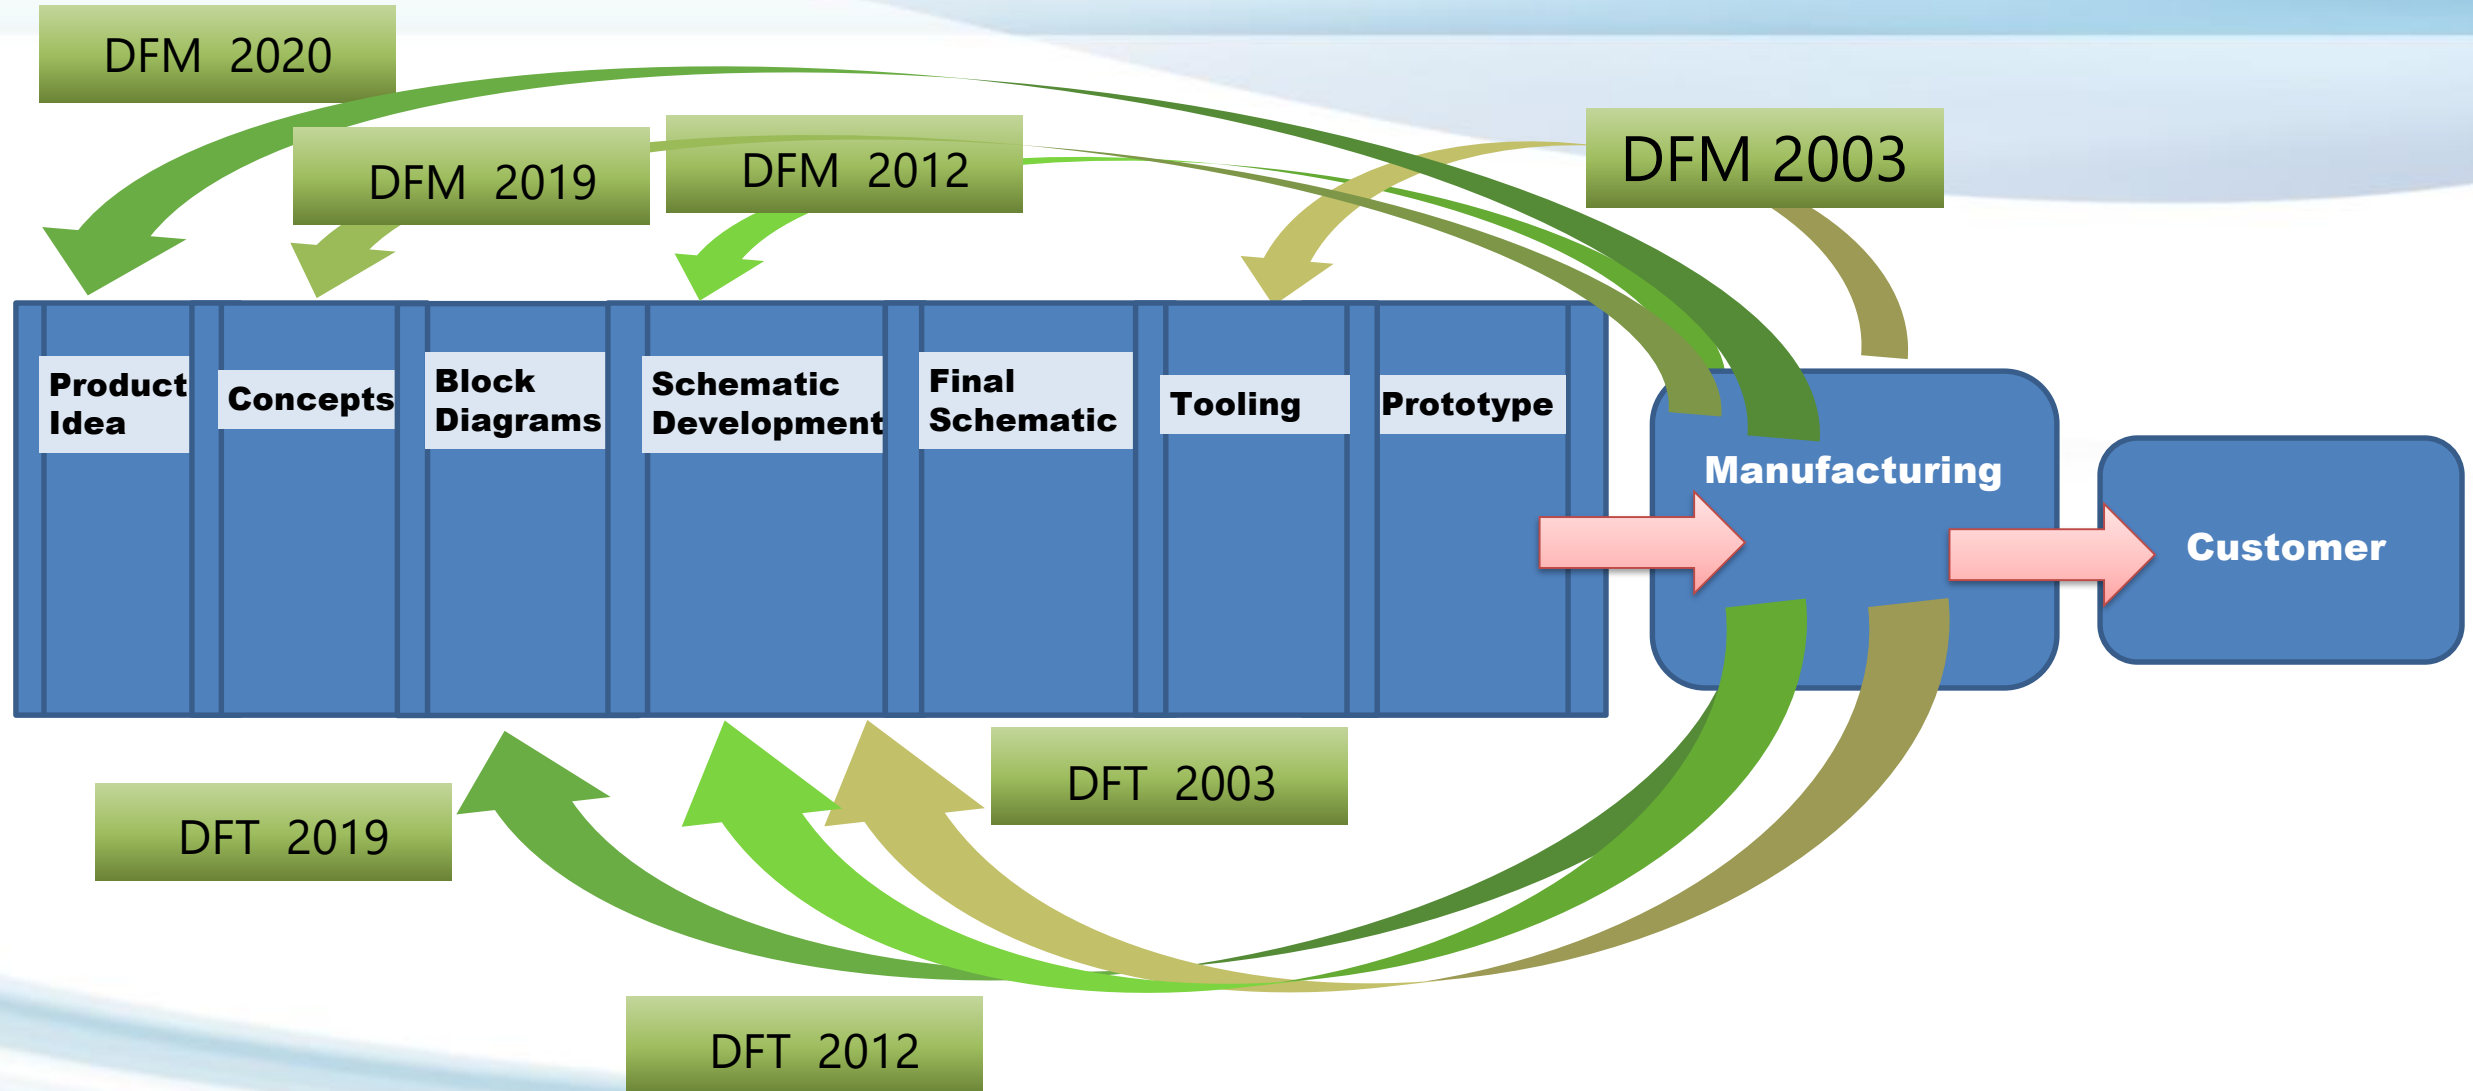 DFM 2020
DFM 2019
DFM 2012
DFM 2003
Product
Idea
Concepts
Block
Diagrams
Schematic
Development
Final
Schematic
Tooling
Prototype
Manufacturing
Customer
DFT 2003
DFT 2019
DFT 2012